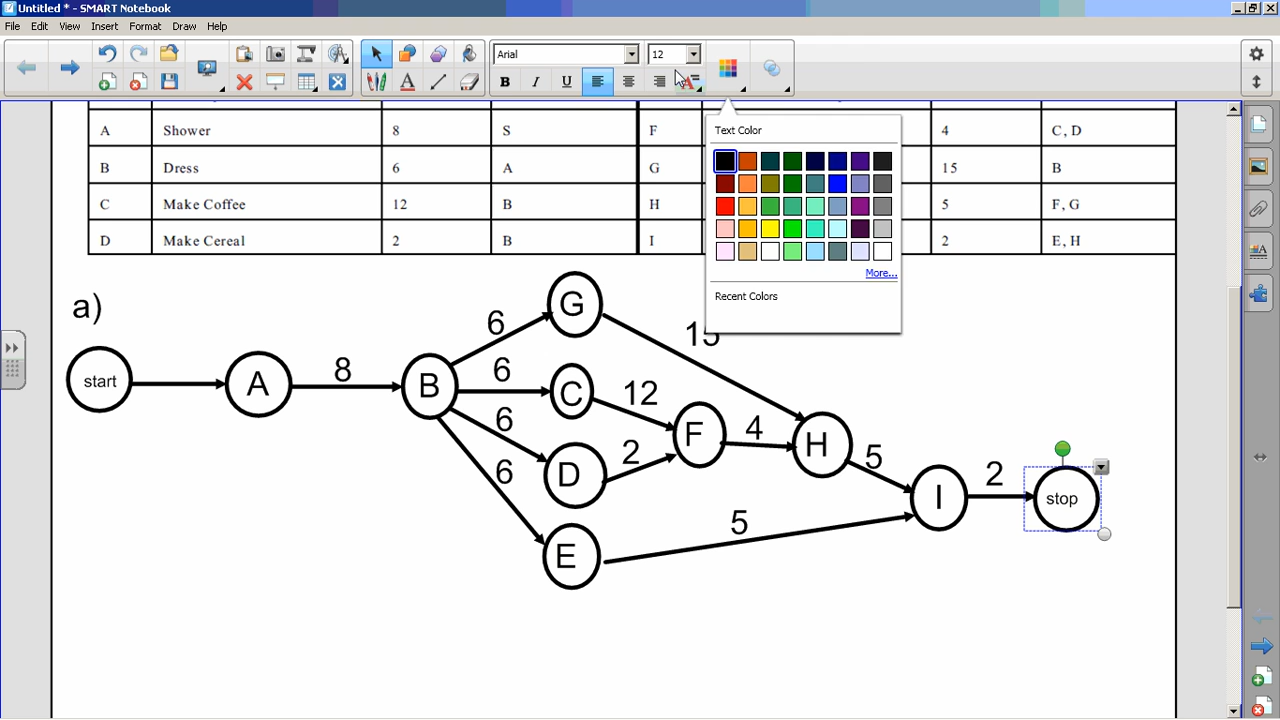 Untitled * - SMART Notebook
File Edit View Insert Format Draw Help
Arial 12
B I U
Text Color
More...
Recent Colors
A Shower 8 S F 4 C, D
B Dress 6 A G 15 B
C Make Coffee 12 B H 5 F, G
D Make Cereal 2 B I 2 E, H
a)
start
A
8
B
6
G
15
6
C
12
F
4
H
6
D
2
5
I
2
stop
6
E
5